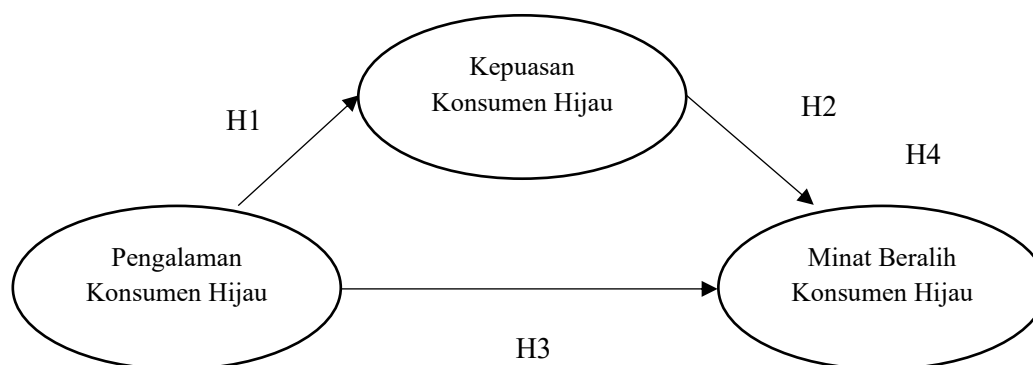 Kepuasan
Konsumen Hijau
H1
H2
H4
Pengalaman
Konsumen Hijau
Minat Beralih
Konsumen Hijau
H3